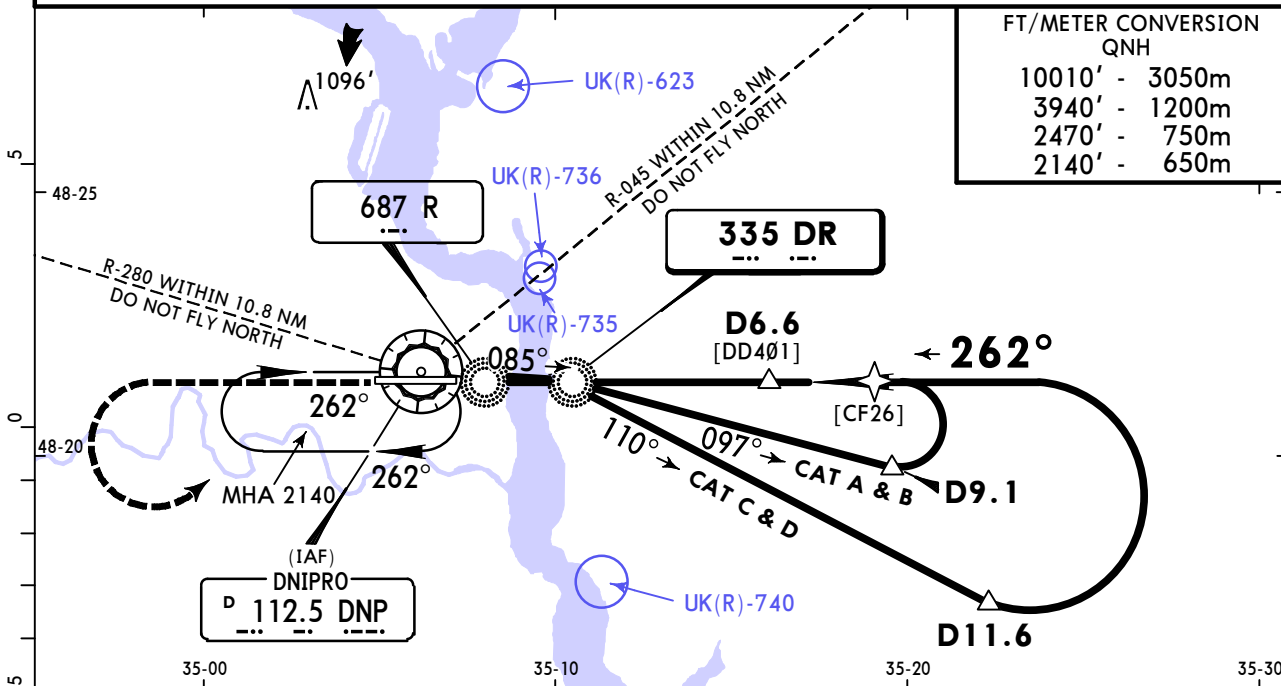 FT/METER CONVERSION
QNH
10010' - 3050m
3940' - 1200m
2470' - 750m
2140' - 650m
1096'
UK(R)-623
R-045 WITHIN 10.8 NM
DO NOT FLY NORTH
5
48-25
UK(R)-736
687 R
335 DR
R-280 WITHIN 10.8 NM
DO NOT FLY NORTH
UK(R)-735
D6.6
[DD401]
085°
262°
[CF26]
262°
0
48-20
110°
CAT C & D
097°
CAT A & B
262°
MHA 2140
D9.1
(IAF)
DNIPRO
D 112.5 DNP
UK(R)-740
D11.6
5
35-00
35-10
35-20
35-30